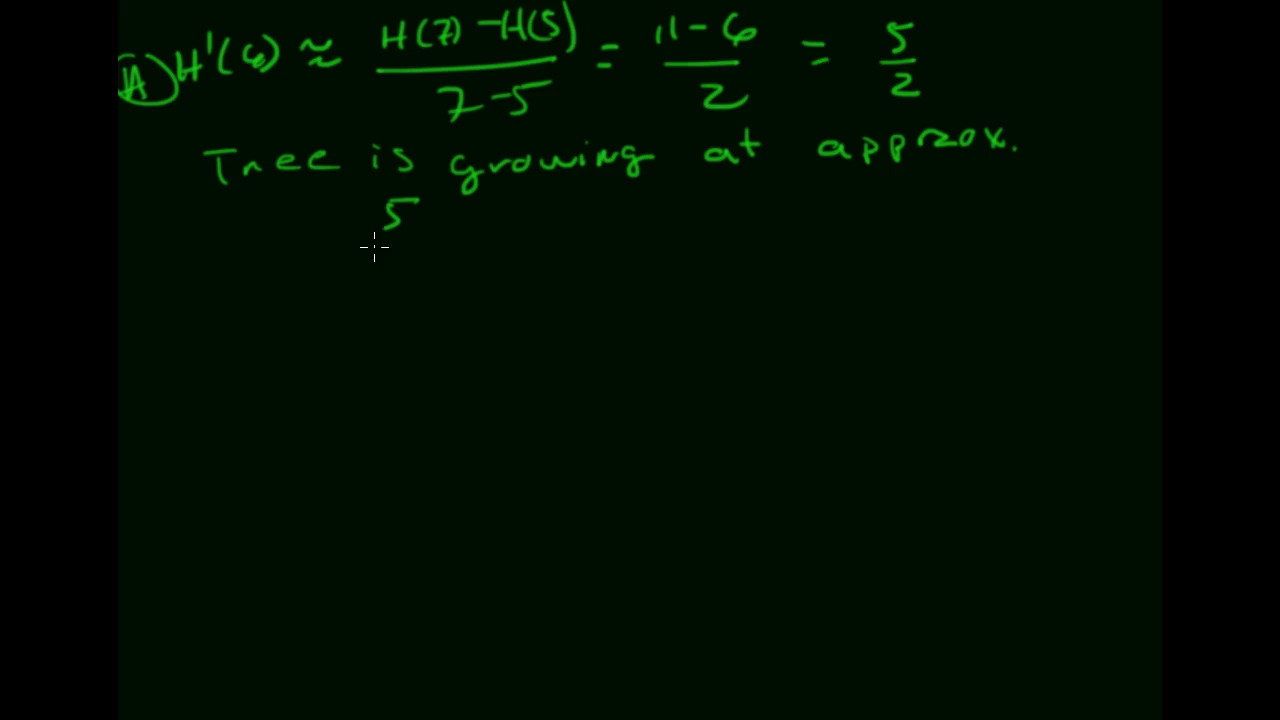 A H'(6) ≈ H(7) - H(5) / 7-5 = 11-6 / 2 = 5/2
Tree is growing at approx.
5